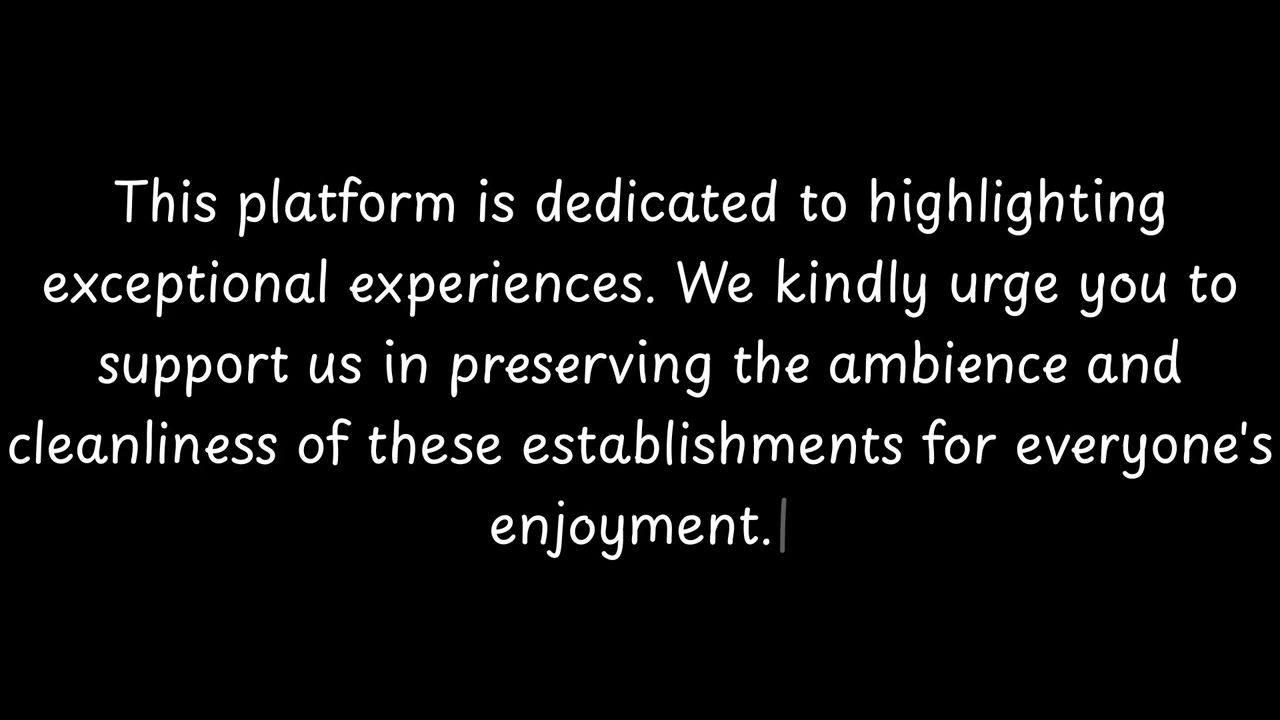 This platform is dedicated to highlighting
exceptional experiences. We kindly urge you to
support us in preserving the ambience and
cleanliness of these establishments for everyone's
enjoyment.